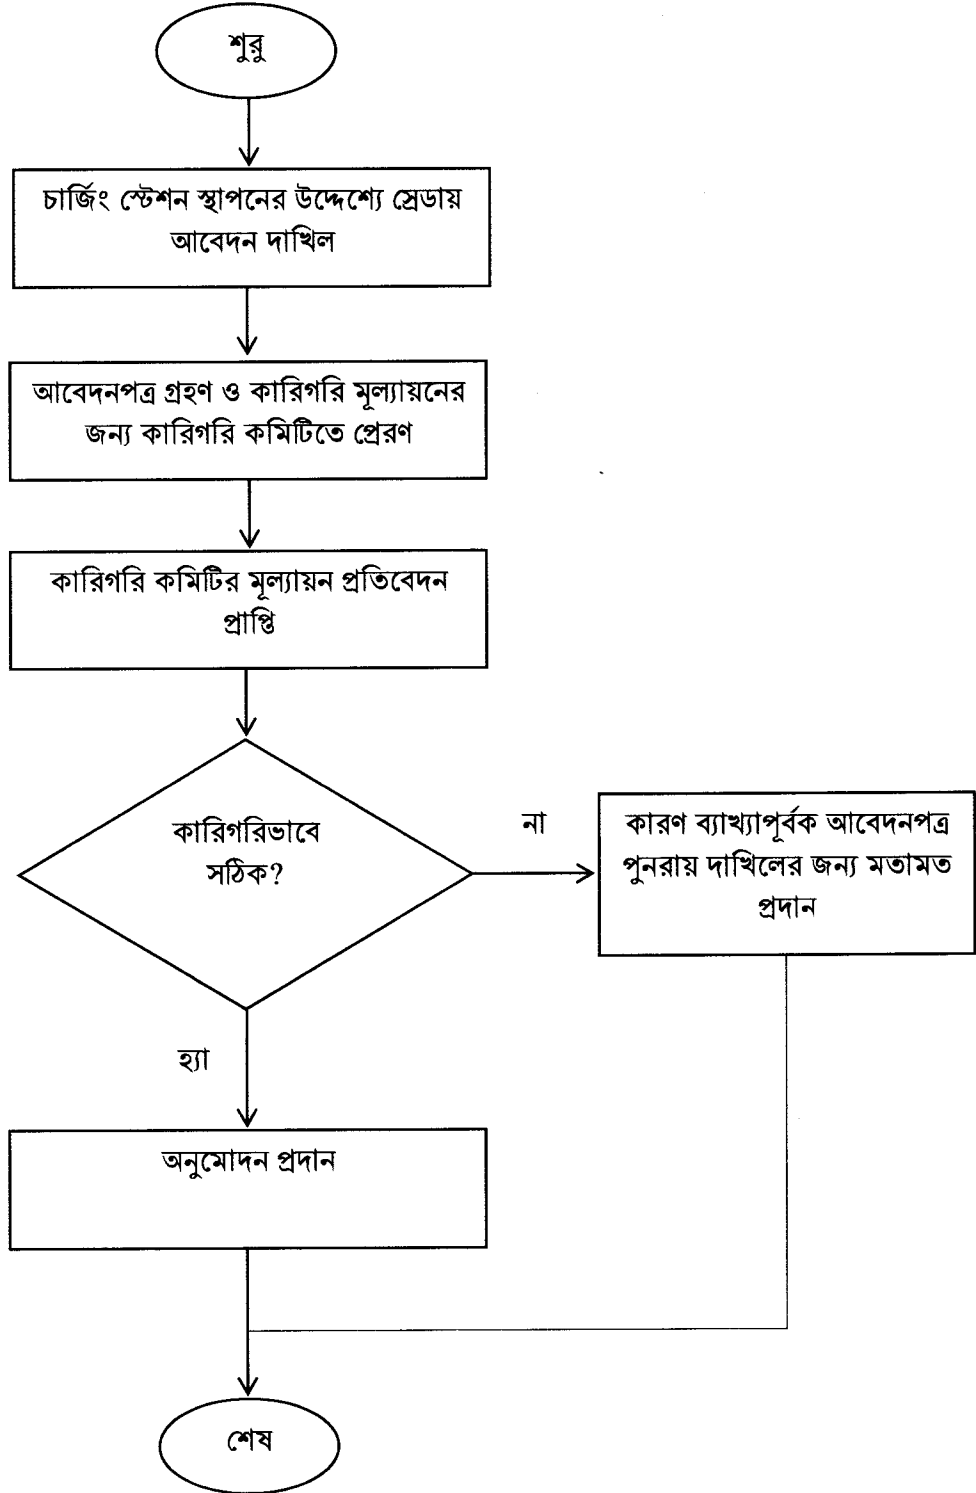 শুরু
চার্জিং স্টেশন স্থাপনের উদ্দেশ্যে স্রেডায়
আবেদন দাখিল
আবেদনপত্র গ্রহণ ও কারিগরি মূল্যায়নের
জন্য কারিগরি কমিটিতে প্রেরণ
কারিগরি কমিটির মূল্যায়ন প্রতিবেদন
প্রাপ্তি
কারিগরিভাবে
সঠিক?
না
কারণ ব্যাখ্যাপূর্বক আবেদনপত্র
পুনরায় দাখিলের জন্য মতামত
প্রদান
হ্যা
অনুমোদন প্রদান
শেষ